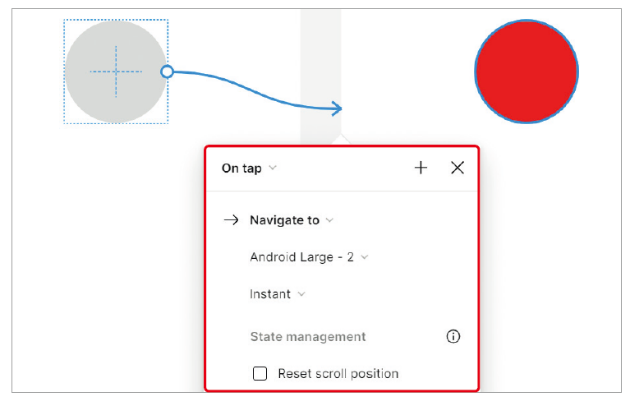 On tap
Navigate to
Android Large - 2
Instant
State management
Reset scroll position